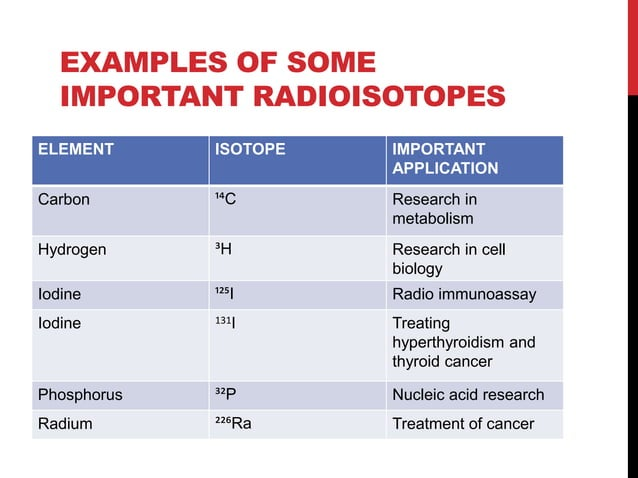 EXAMPLES OF SOME
IMPORTANT RADIOISOTOPES
ELEMENT ISOTOPE IMPORTANT
APPLICATION
Carbon ¹⁴C Research in
metabolism
Hydrogen ³H Research in cell
biology
Iodine ¹²⁵I Radio immunoassay
Iodine ¹³¹I Treating
hyperthyroidism and
thyroid cancer
Phosphorus ³²P Nucleic acid research
Radium ²²⁶Ra Treatment of cancer